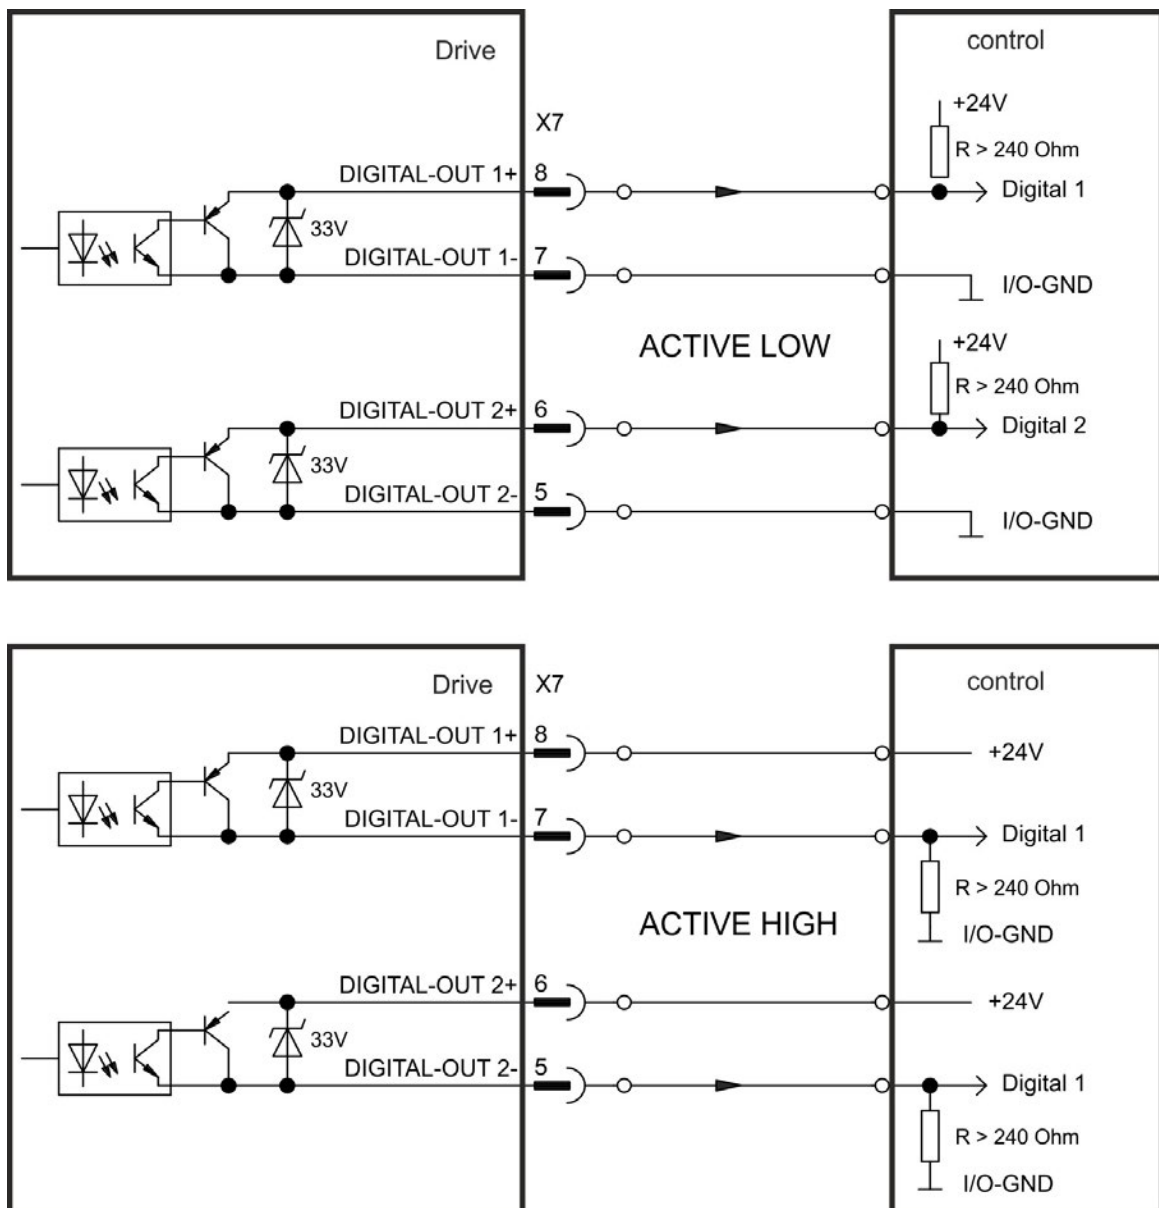 Drive
control
X7
+24V
R > 240 Ohm
DIGITAL-OUT 1+
8
Digital 1
33V
DIGITAL-OUT 1-
7
I/O-GND
ACTIVE LOW
+24V
R > 240 Ohm
DIGITAL-OUT 2+
6
Digital 2
33V
DIGITAL-OUT 2-
5
I/O-GND
Drive
X7
control
DIGITAL-OUT 1+
8
+24V
33V
DIGITAL-OUT 1-
7
Digital 1
R > 240 Ohm
ACTIVE HIGH
I/O-GND
DIGITAL-OUT 2+
6
+24V
33V
DIGITAL-OUT 2-
5
Digital 1
R > 240 Ohm
I/O-GND